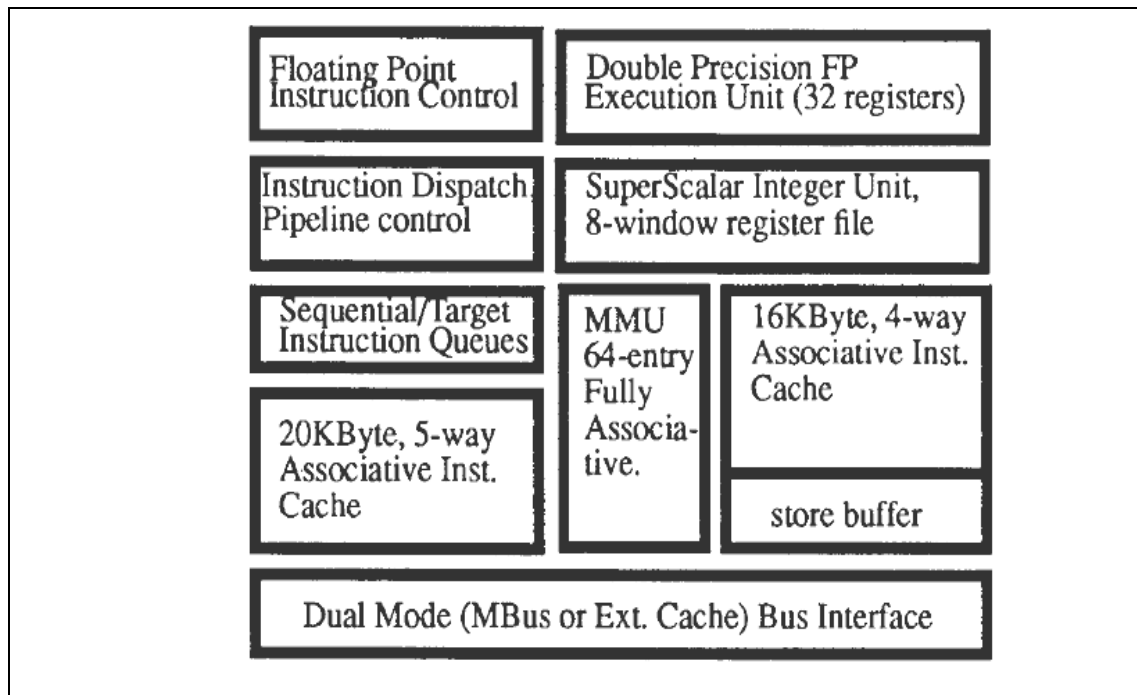 Floating Point
Instruction Control
Double Precision FP
Execution Unit (32 registers)
Instruction Dispatch
Pipeline control
SuperScalar Integer Unit,
8-window register file
Sequential/Target
Instruction Queues
MMU
64-entry
Fully
Associa-
tive.
16KByte, 4-way
Associative Inst.
Cache
20KByte, 5-way
Associative Inst.
Cache
store buffer
Dual Mode (MBus or Ext. Cache) Bus Interface